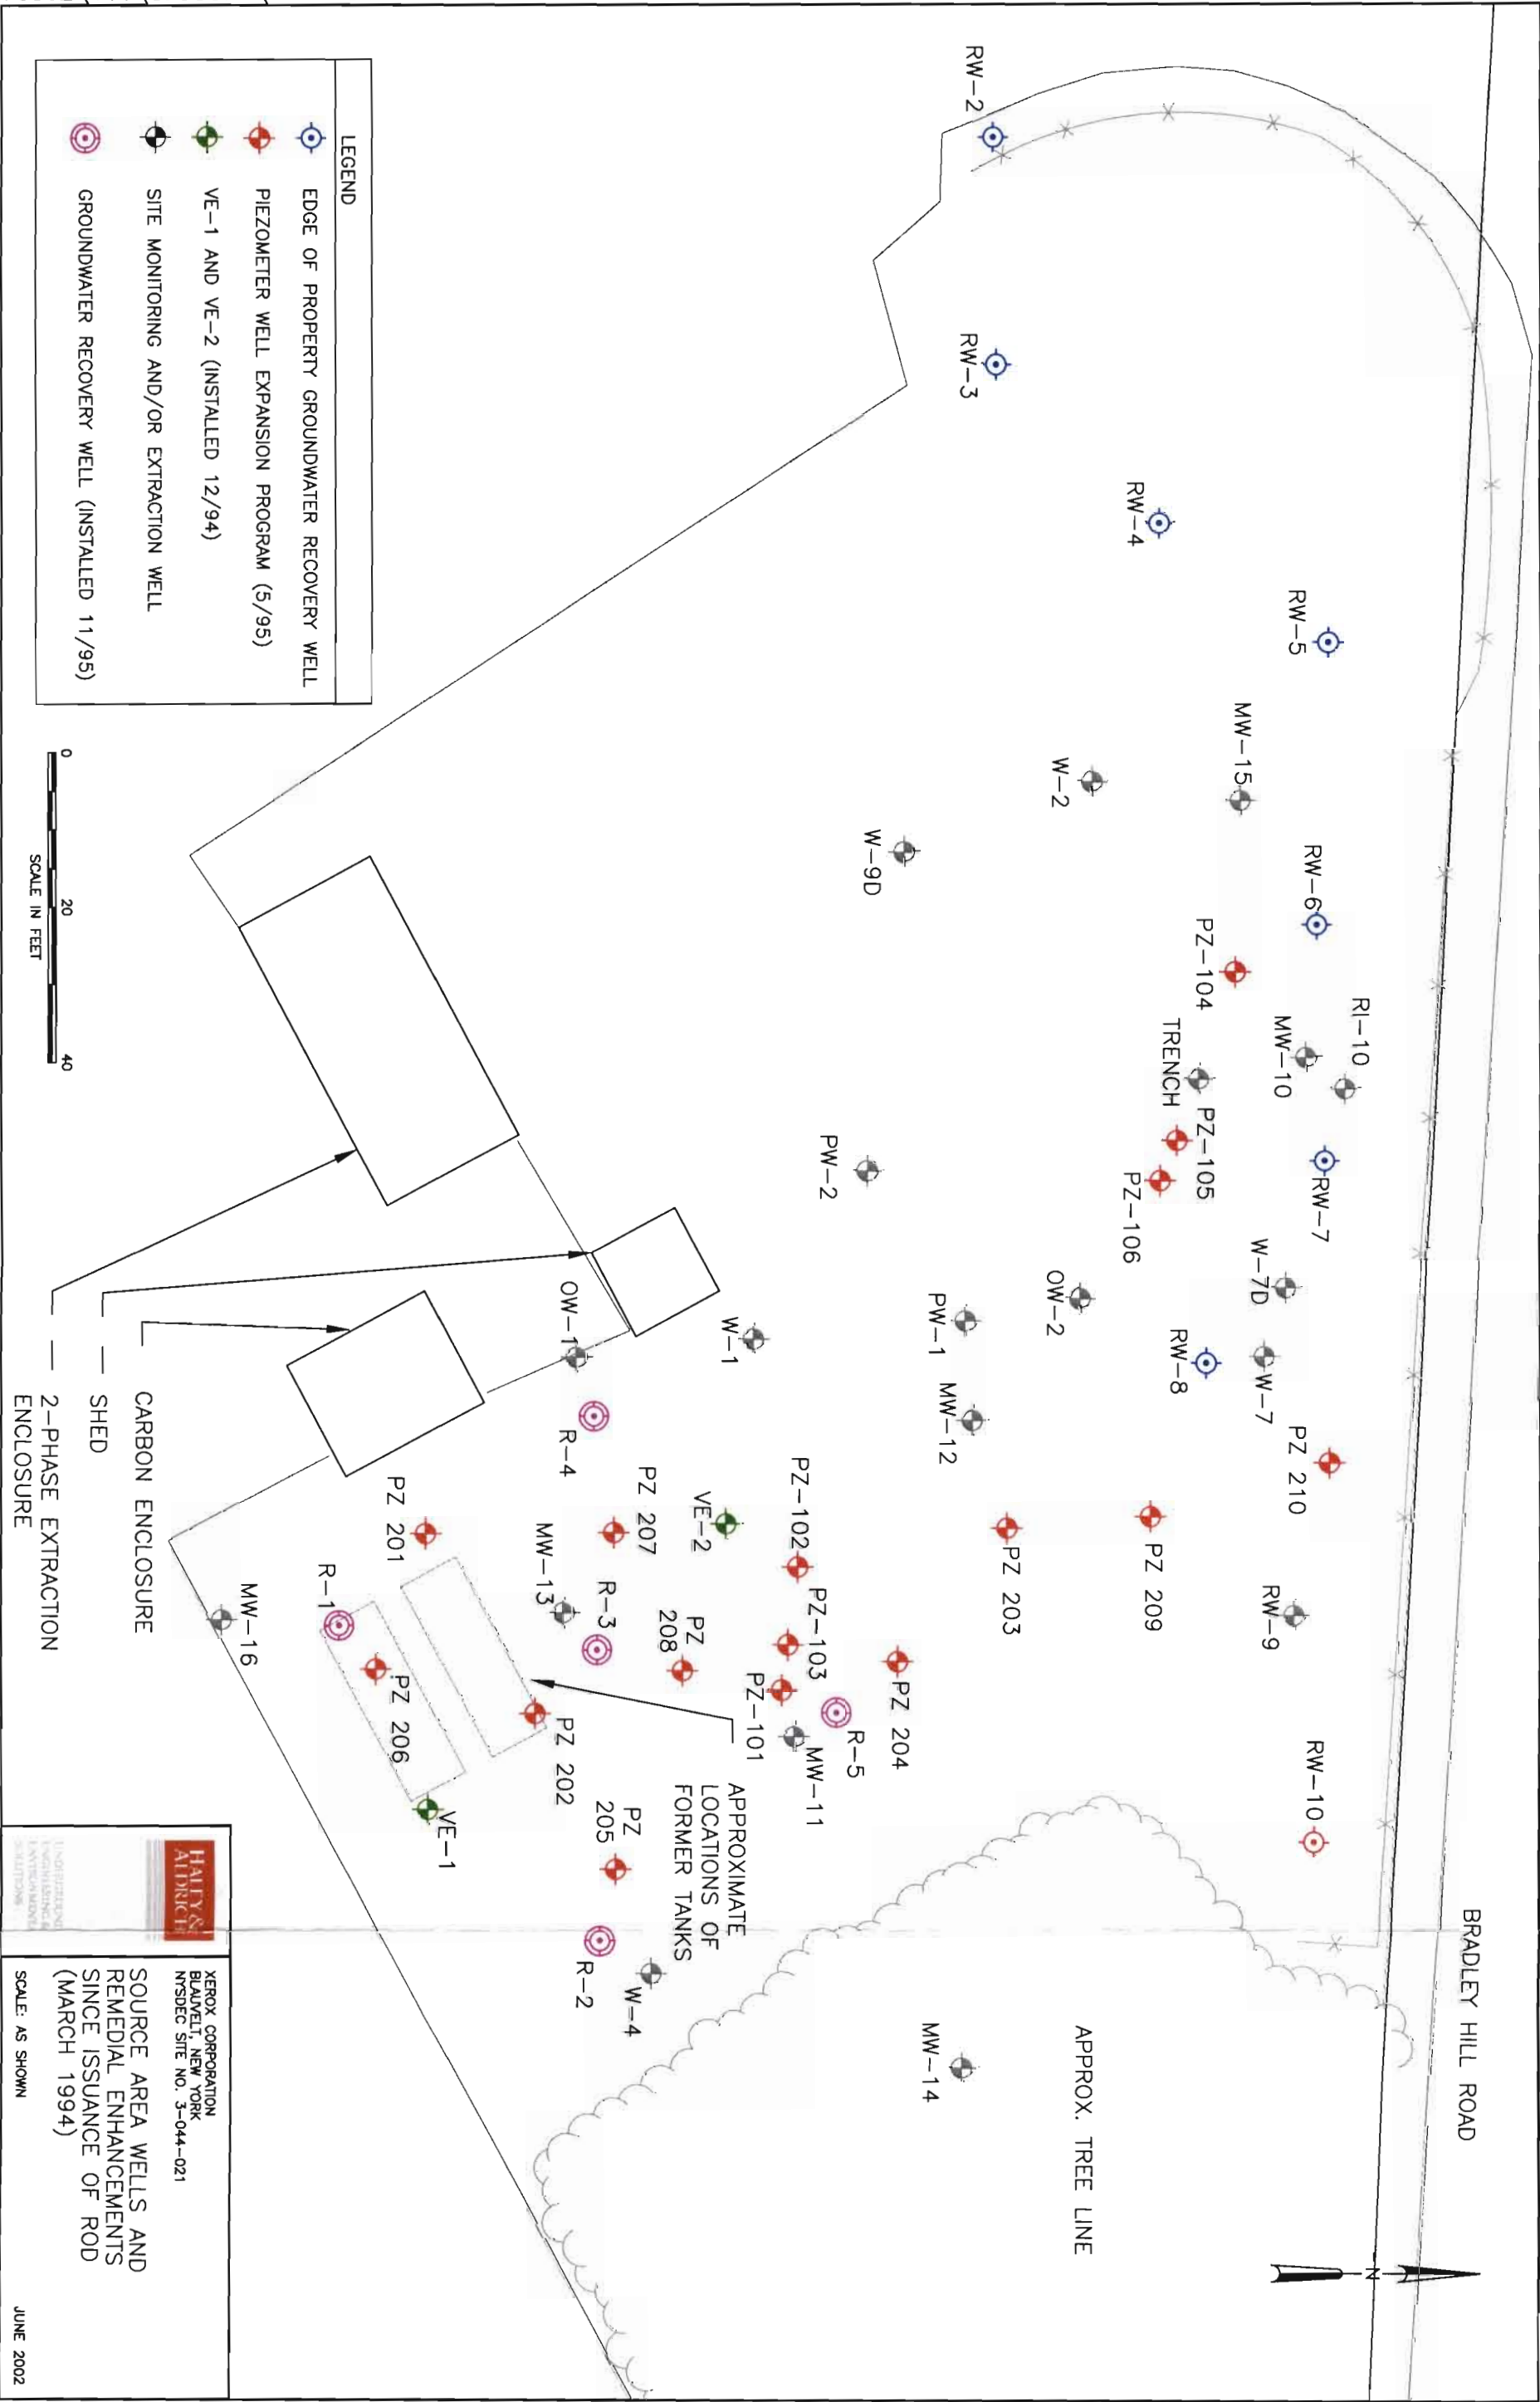 BRADLEY HILL ROAD
N
RW-2
RW-3
RW-4
RW-5
MW-15
W-2
W-9D
RW-6
PZ-104
RI-10
MW-10
TRENCH
PZ-105
PZ-106
RW-7
W-7D
W-7
RW-8
PZ 210
PZ 209
RW-9
RW-10
OW-2
PW-1
MW-12
PW-2
PZ 203
PZ 204
W-1
OW-1
R-4
VE-2
PZ-102
PZ-103
PZ-101
R-5
MW-11
PZ 207
PZ
208
R-3
MW-13
PZ 201
R-1
MW-16
PZ 206
PZ 202
VE-1
PZ
205
R-2
W-4
MW-14
APPROX. TREE LINE
APPROXIMATE
LOCATIONS OF
FORMER TANKS
CARBON ENCLOSURE
SHED
2-PHASE EXTRACTION
ENCLOSURE
LEGEND
EDGE OF PROPERTY GROUNDWATER RECOVERY WELL
PIEZOMETER WELL EXPANSION PROGRAM (5/95)
VE-1 AND VE-2 (INSTALLED 12/94)
SITE MONITORING AND/OR EXTRACTION WELL
GROUNDWATER RECOVERY WELL (INSTALLED 11/95)
0 20 40
SCALE IN FEET
HALEY &
ALDRICH
UNDERGROUND
ENGINEERING &
ENVIRONMENTAL
SOLUTIONS
XEROX CORPORATION
BLAUVELT, NEW YORK
NYSDEC SITE NO. 3-044-021
SOURCE AREA WELLS AND
REMEDIAL ENHANCEMENTS
SINCE ISSUANCE OF ROD
(MARCH 1994)
SCALE: AS SHOWN JUNE 2002